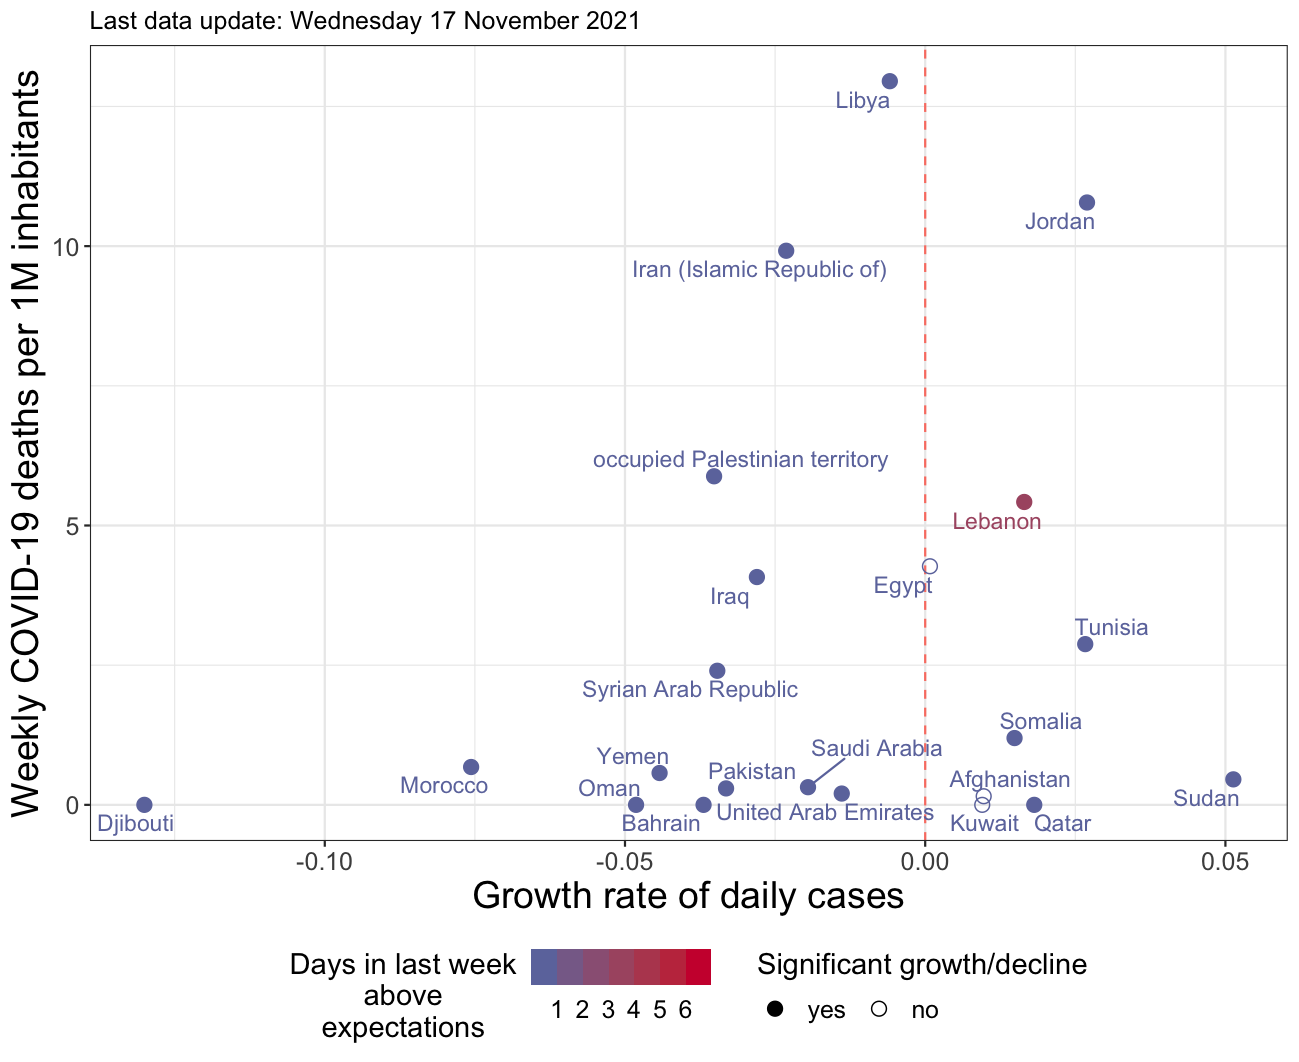 Last data update: Wednesday 17 November 2021
Weekly COVID-19 deaths per 1M inhabitants
10
5
0
Libya
Jordan
Iran (Islamic Republic of)
occupied Palestinian territory
Lebanon
Egypt
Iraq
Tunisia
Syrian Arab Republic
Somalia
Saudi Arabia
Yemen
Pakistan
Afghanistan
Morocco
Oman
Sudan
United Arab Emirates
Djibouti
Bahrain
Kuwait
Qatar
-0.10
-0.05
0.00
0.05
Growth rate of daily cases
Days in last week
above
expectations
1 2 3 4 5 6
Significant growth/decline
yes
no